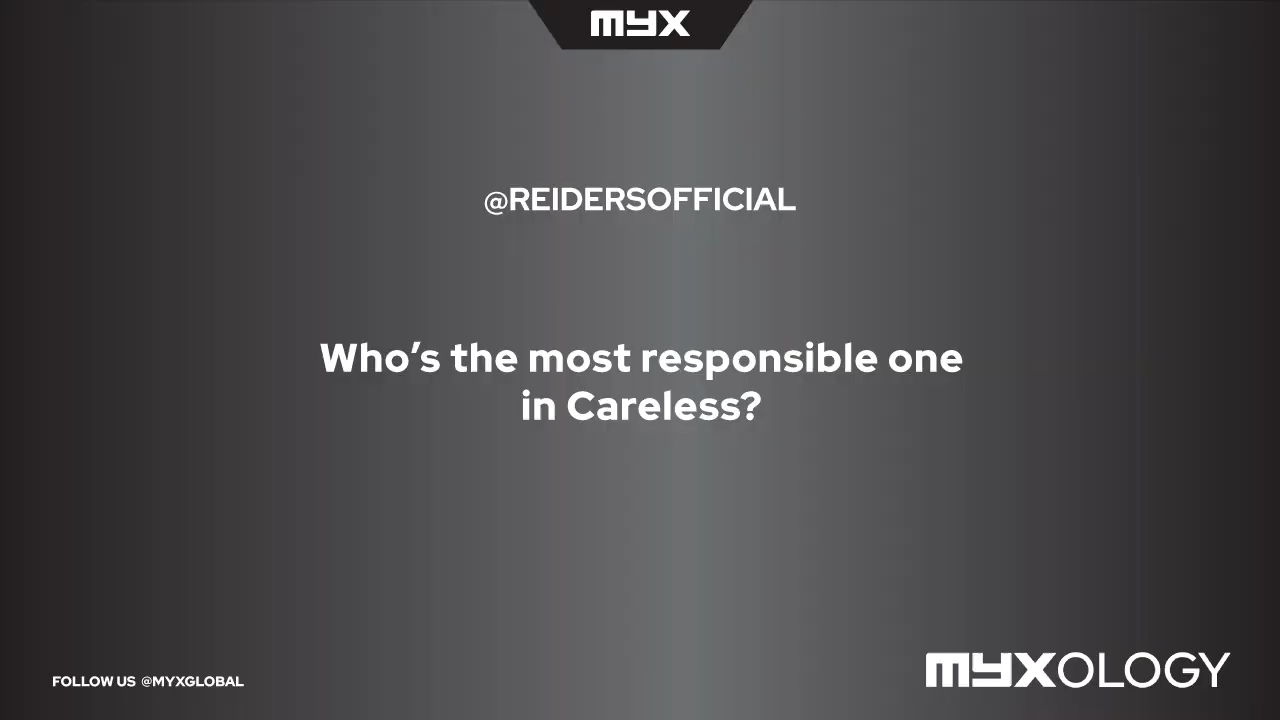 MYX
@REIDERSOFFICIAL
Who’s the most responsible one
in Careless?
FOLLOW US @MYXGLOBAL
MYXOLOGY